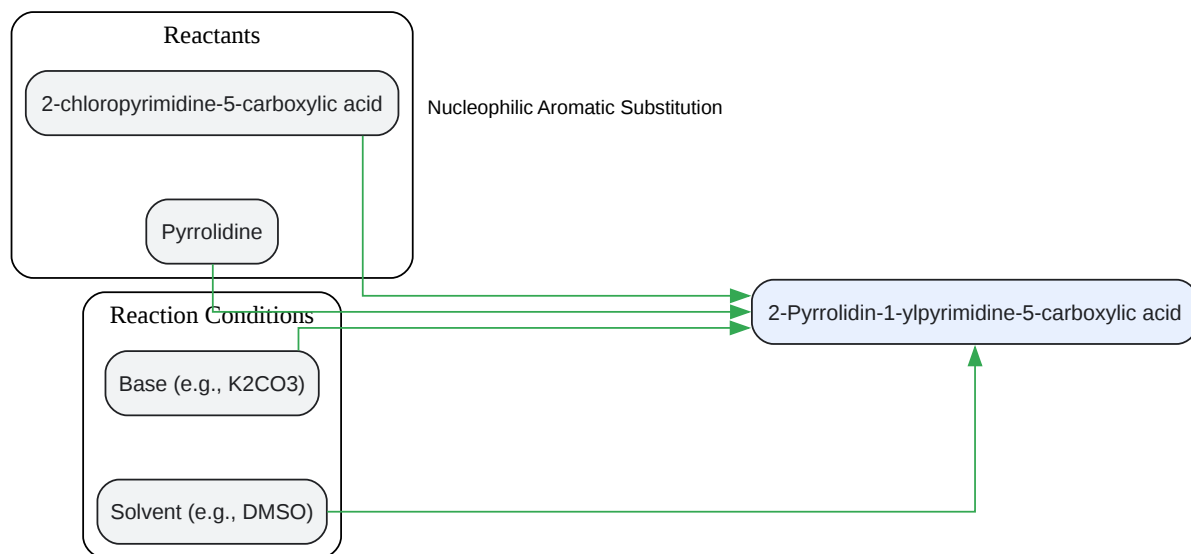 Reactants
2-chloropyrimidine-5-carboxylic acid
Nucleophilic Aromatic Substitution
Pyrrolidine
Reaction Conditions
2-Pyrrolidin-1-ylpyrimidine-5-carboxylic acid
Base (e.g., K2CO3)
Solvent (e.g., DMSO)